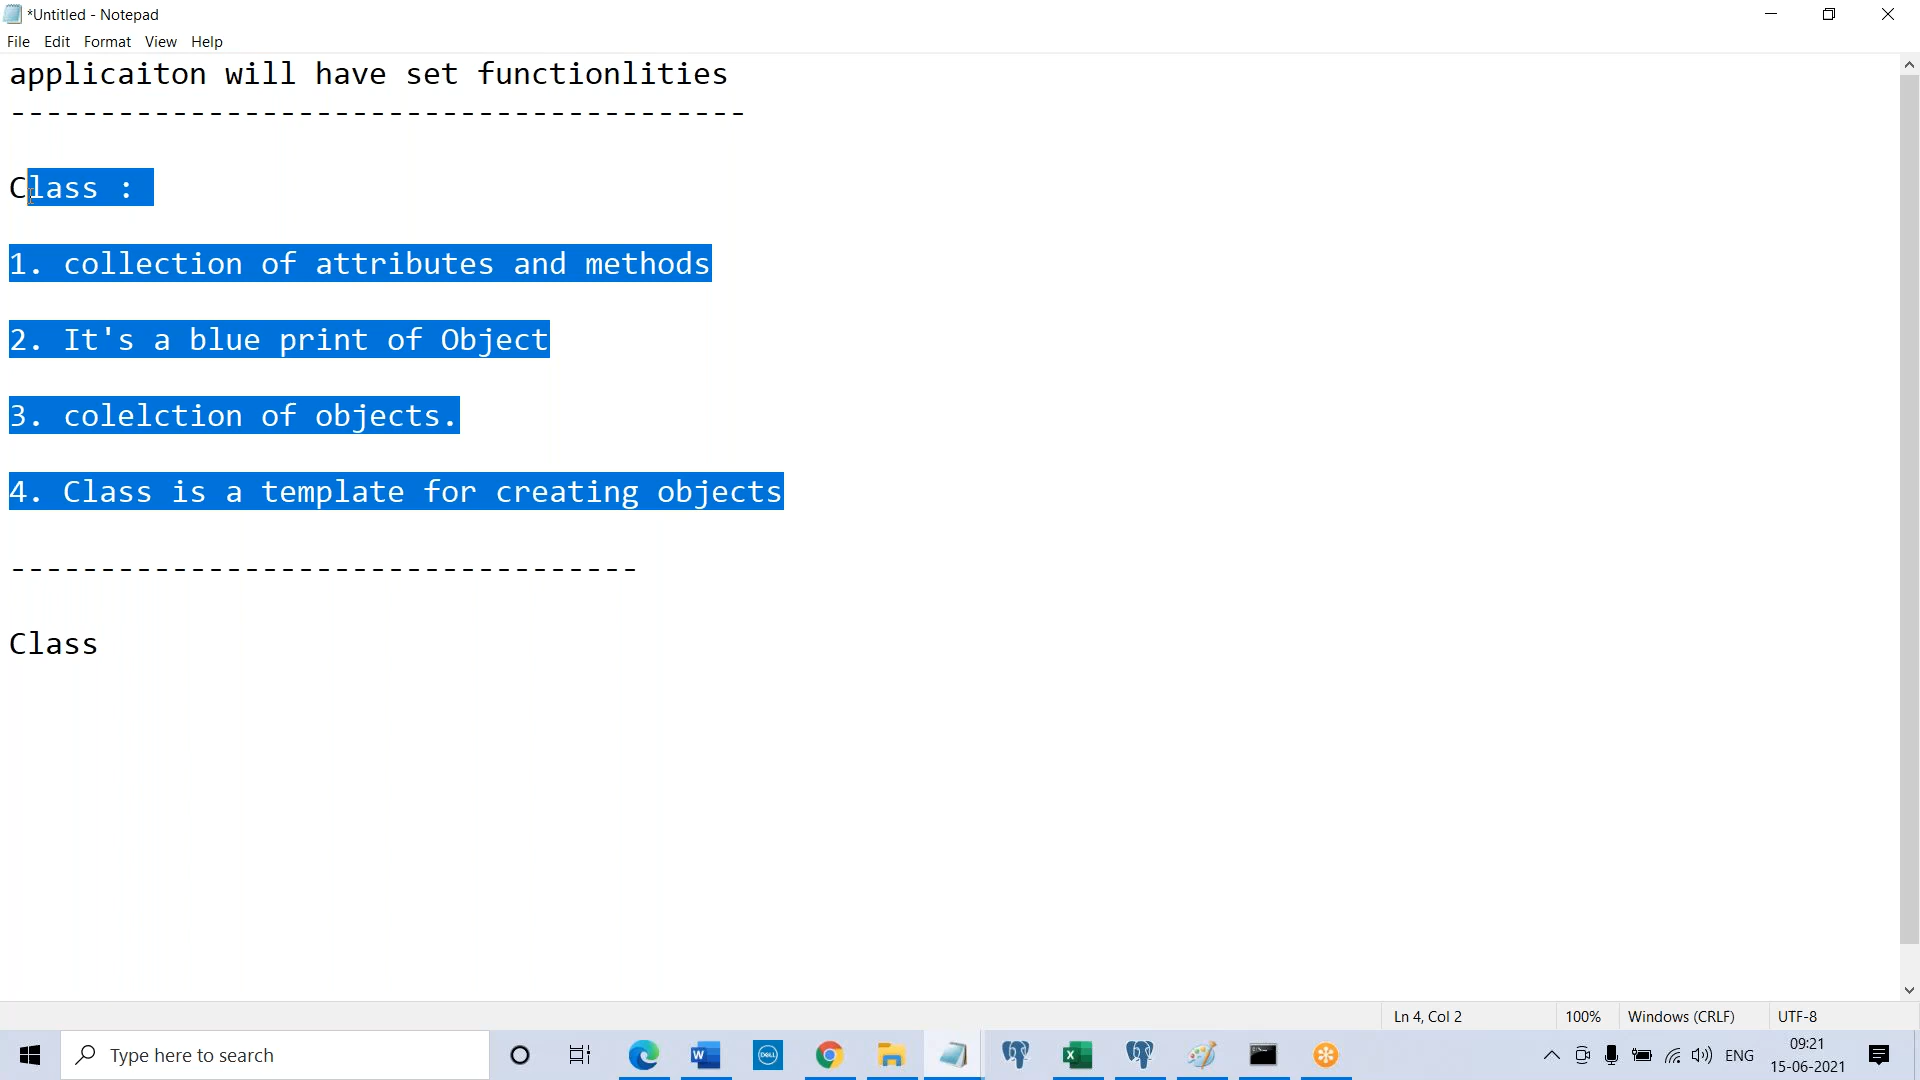 *Untitled - Notepad
File Edit Format View Help
applicaiton will have set functionlities
-----------------------------------------
Class :
1. collection of attributes and methods
2. It's a blue print of Object
3. colelction of objects.
4. Class is a template for creating objects
-----------------------------------
Class
Ln 4, Col 2 100% Windows (CRLF) UTF-8
Type here to search
DELL
ENG
09:21
15-06-2021